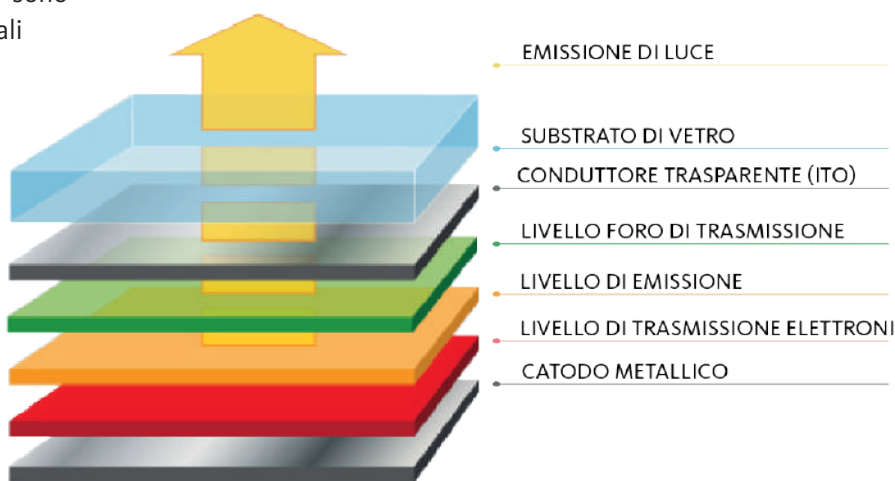 ali
EMISSIONE DI LUCE
SUBSTRATO DI VETRO
CONDUTTORE TRASPARENTE (ITO)
LIVELLO FORO DI TRASMISSIONE
LIVELLO DI EMISSIONE
LIVELLO DI TRASMISSIONE ELETTRONI
CATODO METALLICO